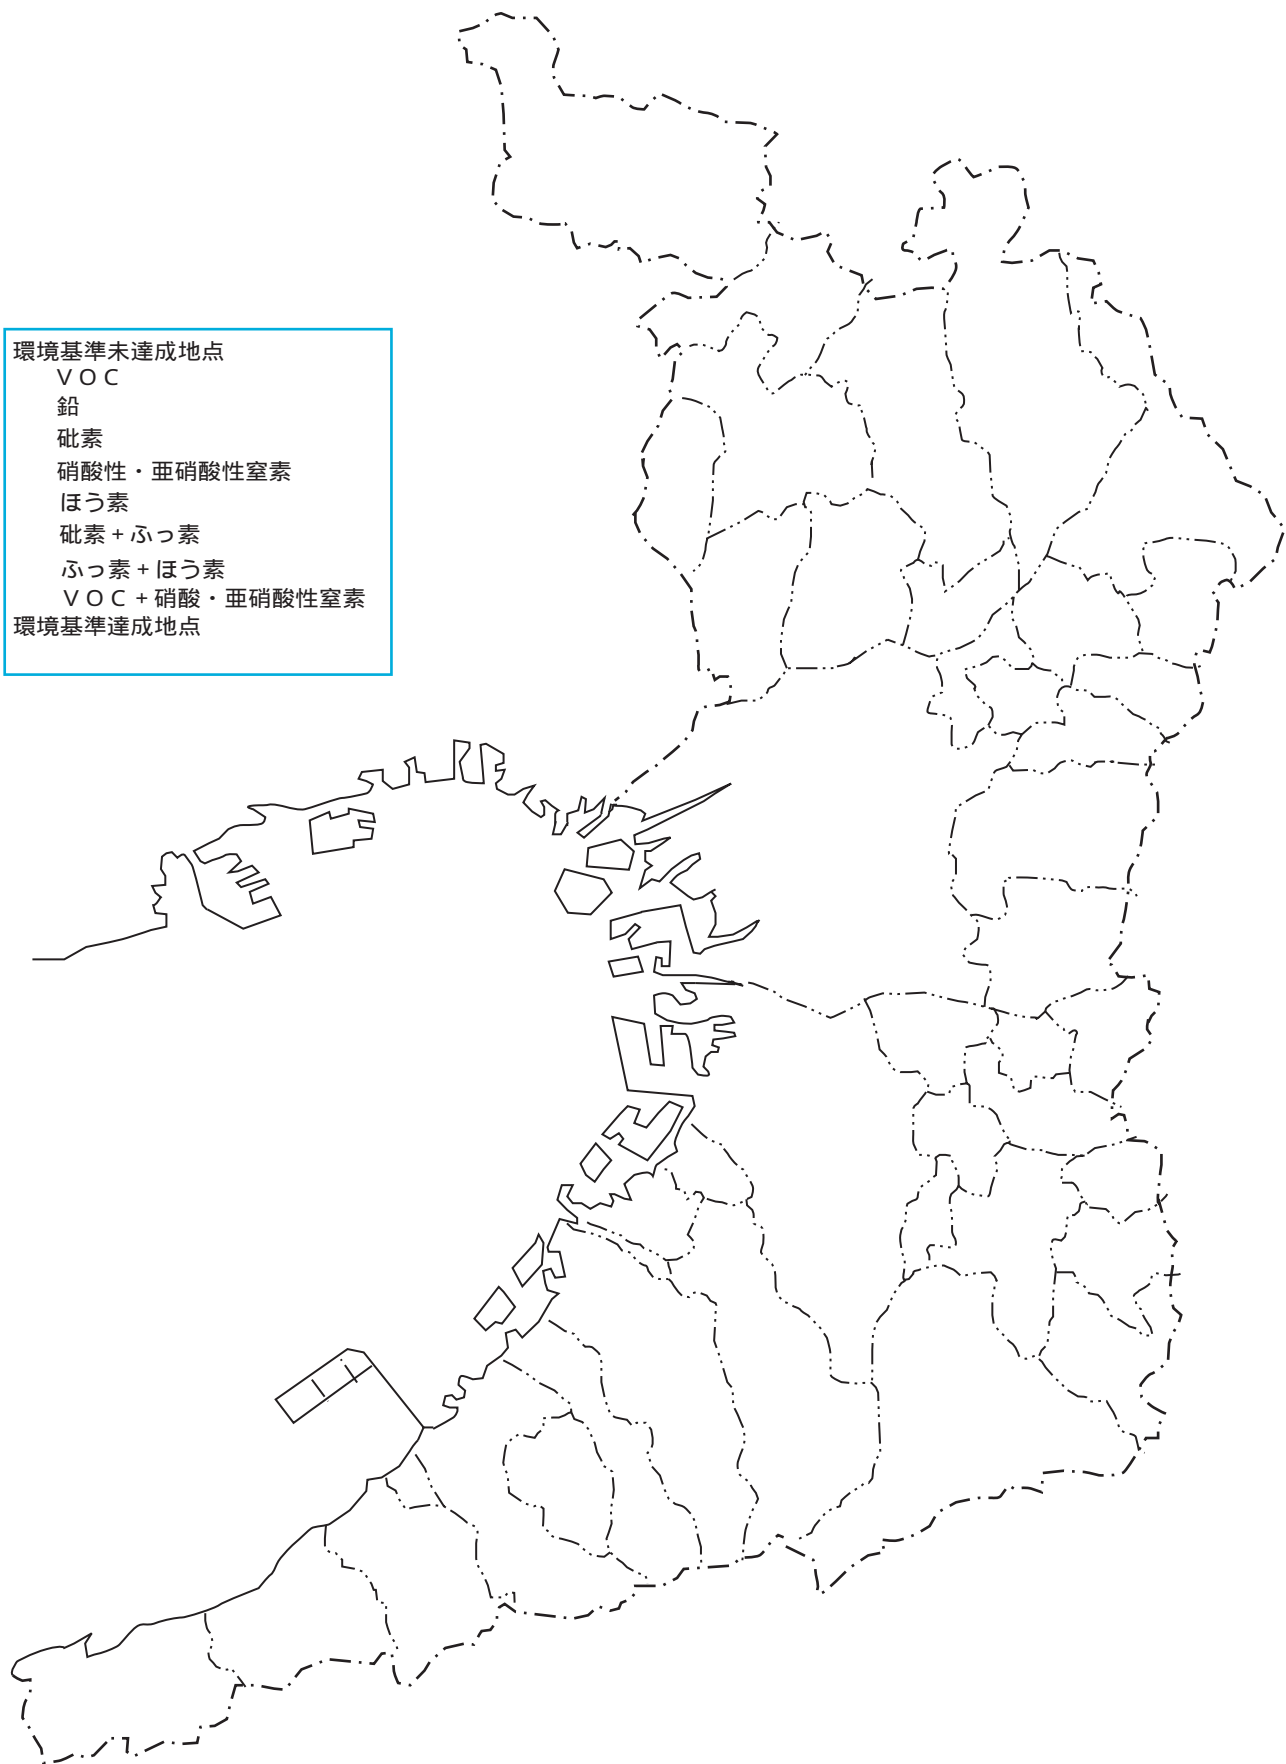 環境基準未達成地点
ＶＯＣ
鉛
砒素
硝酸性・亜硝酸性窒素
ほう素
砒素＋ふっ素
ふっ素＋ほう素
ＶＯＣ＋硝酸・亜硝酸性窒素
環境基準達成地点